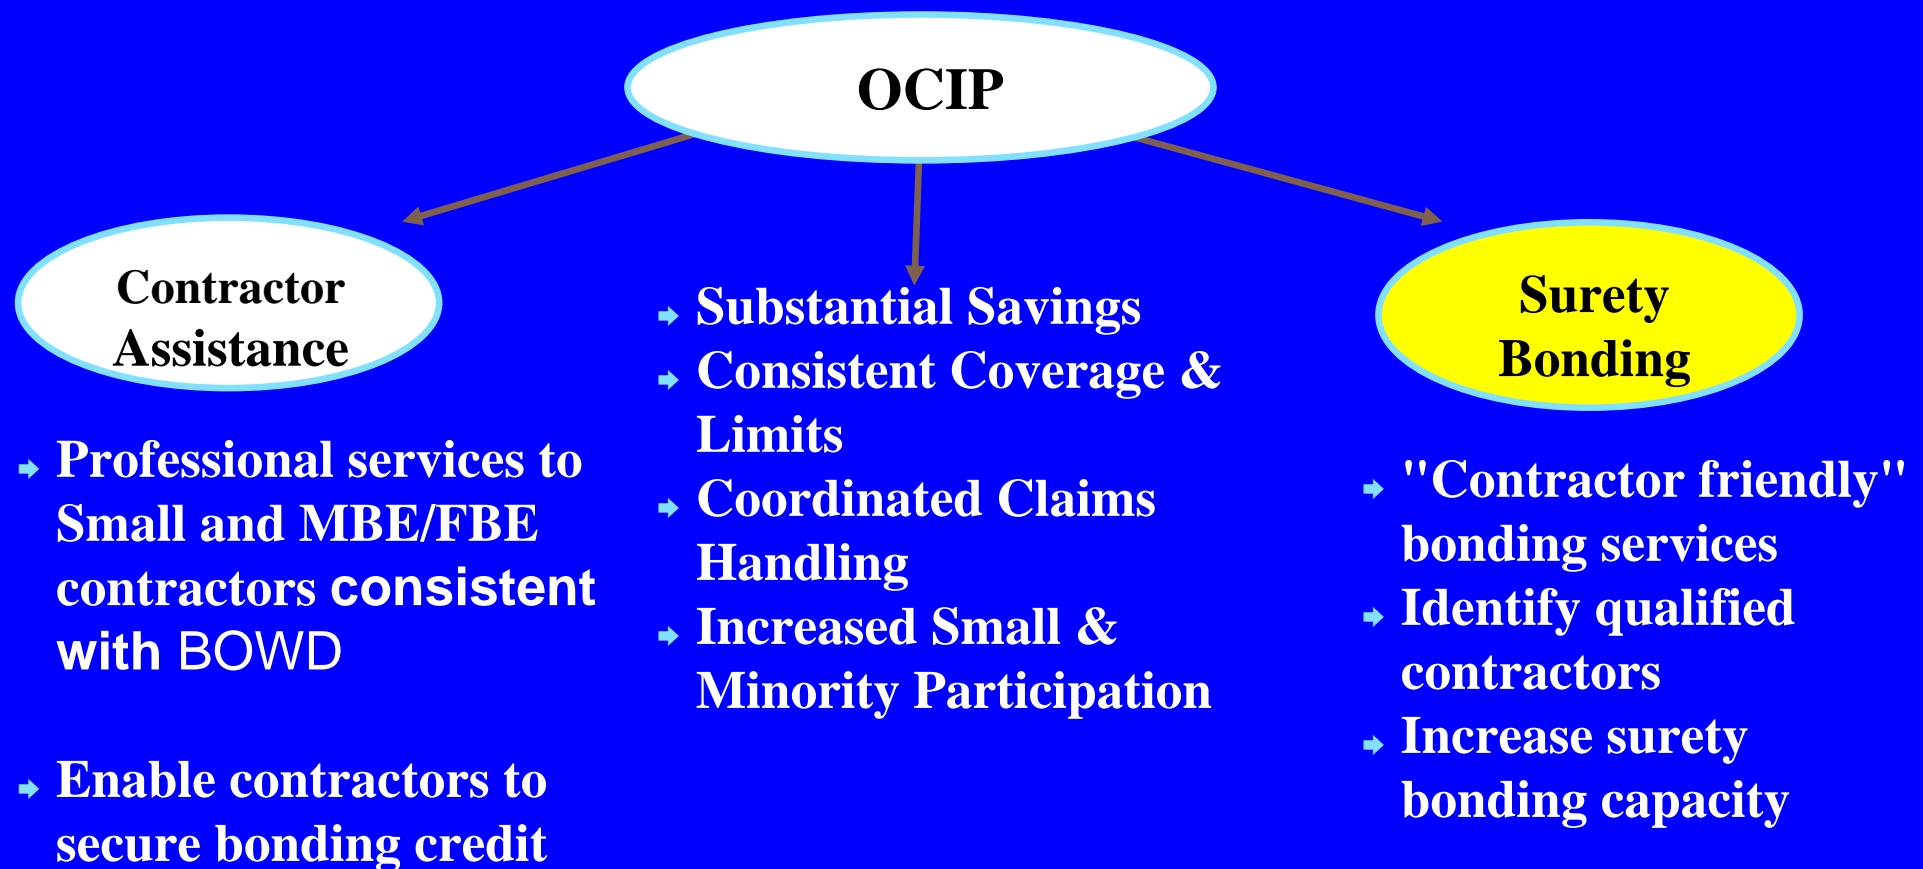 OCIP
Contractor
Assistance
Professional services to
Small and MBE/FBE
contractors consistent
with BOWD
Enable contractors to
secure bonding credit
Substantial Savings
Consistent Coverage &
Limits
Coordinated Claims
Handling
Increased Small &
Minority Participation
Surety
Bonding
"Contractor friendly"
bonding services
Identify qualified
contractors
Increase surety
bonding capacity